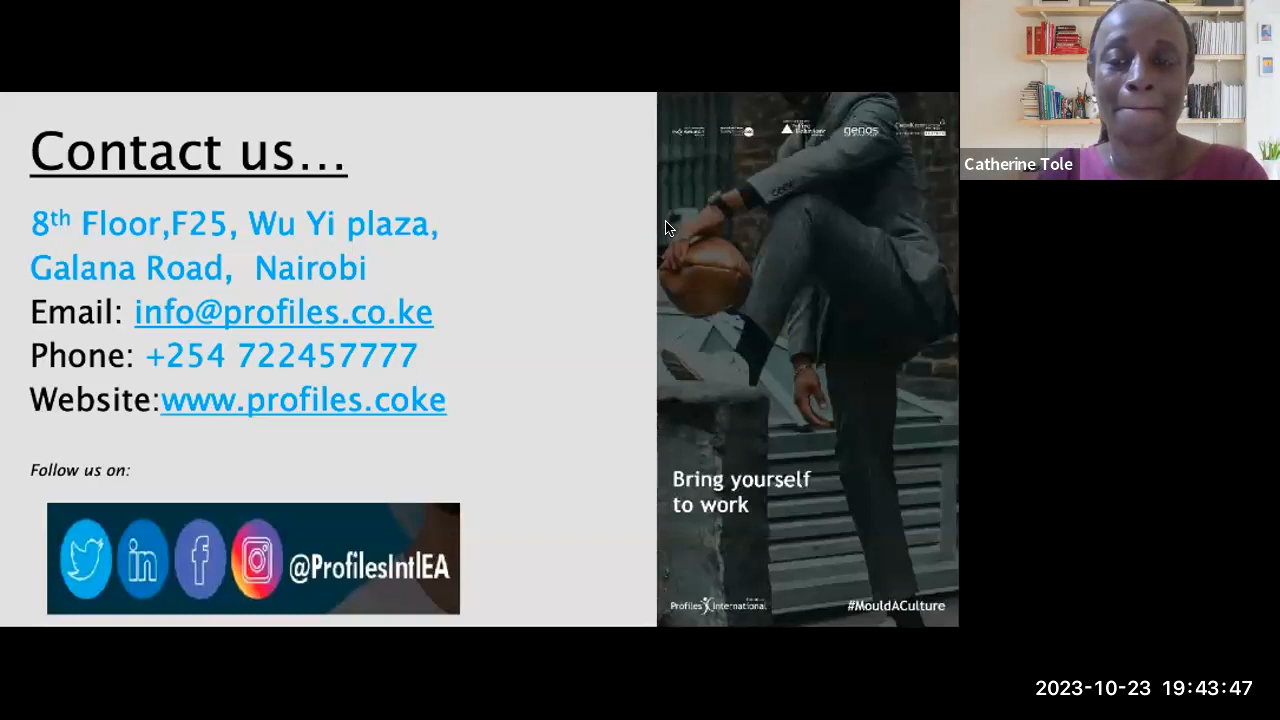 Contact us...
8th Floor,F25, Wu Yi plaza,
Galana Road, Nairobi
Email: info@profiles.co.ke
Phone: +254 722457777
Website:www.profiles.coke
Follow us on:
@ProfilesIntlEA
genos
Bring yourself
to work
Profiles International
#MouldACulture
Catherine Tole
2023-10-23 19:43:47